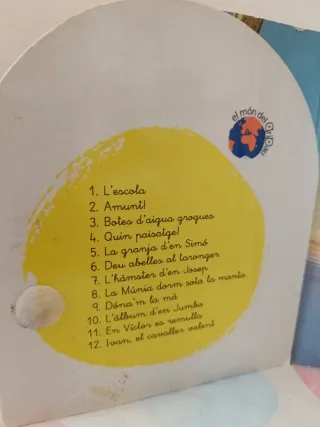 el món del
1. L'escola
2. Amunt!
3. Botes d'aigua grogues
4. Quin paisatge!
5. La granja d'en Simó
6. Deu abelles al taronger
7. L'hàmster d'en Josep
8. La Múnia dorm sota la manta
9. Dóna'm la mà
10. L'àlbum d'en Jumbo
11. En Víctor es remulla
12. Ivan, el cavaller valent